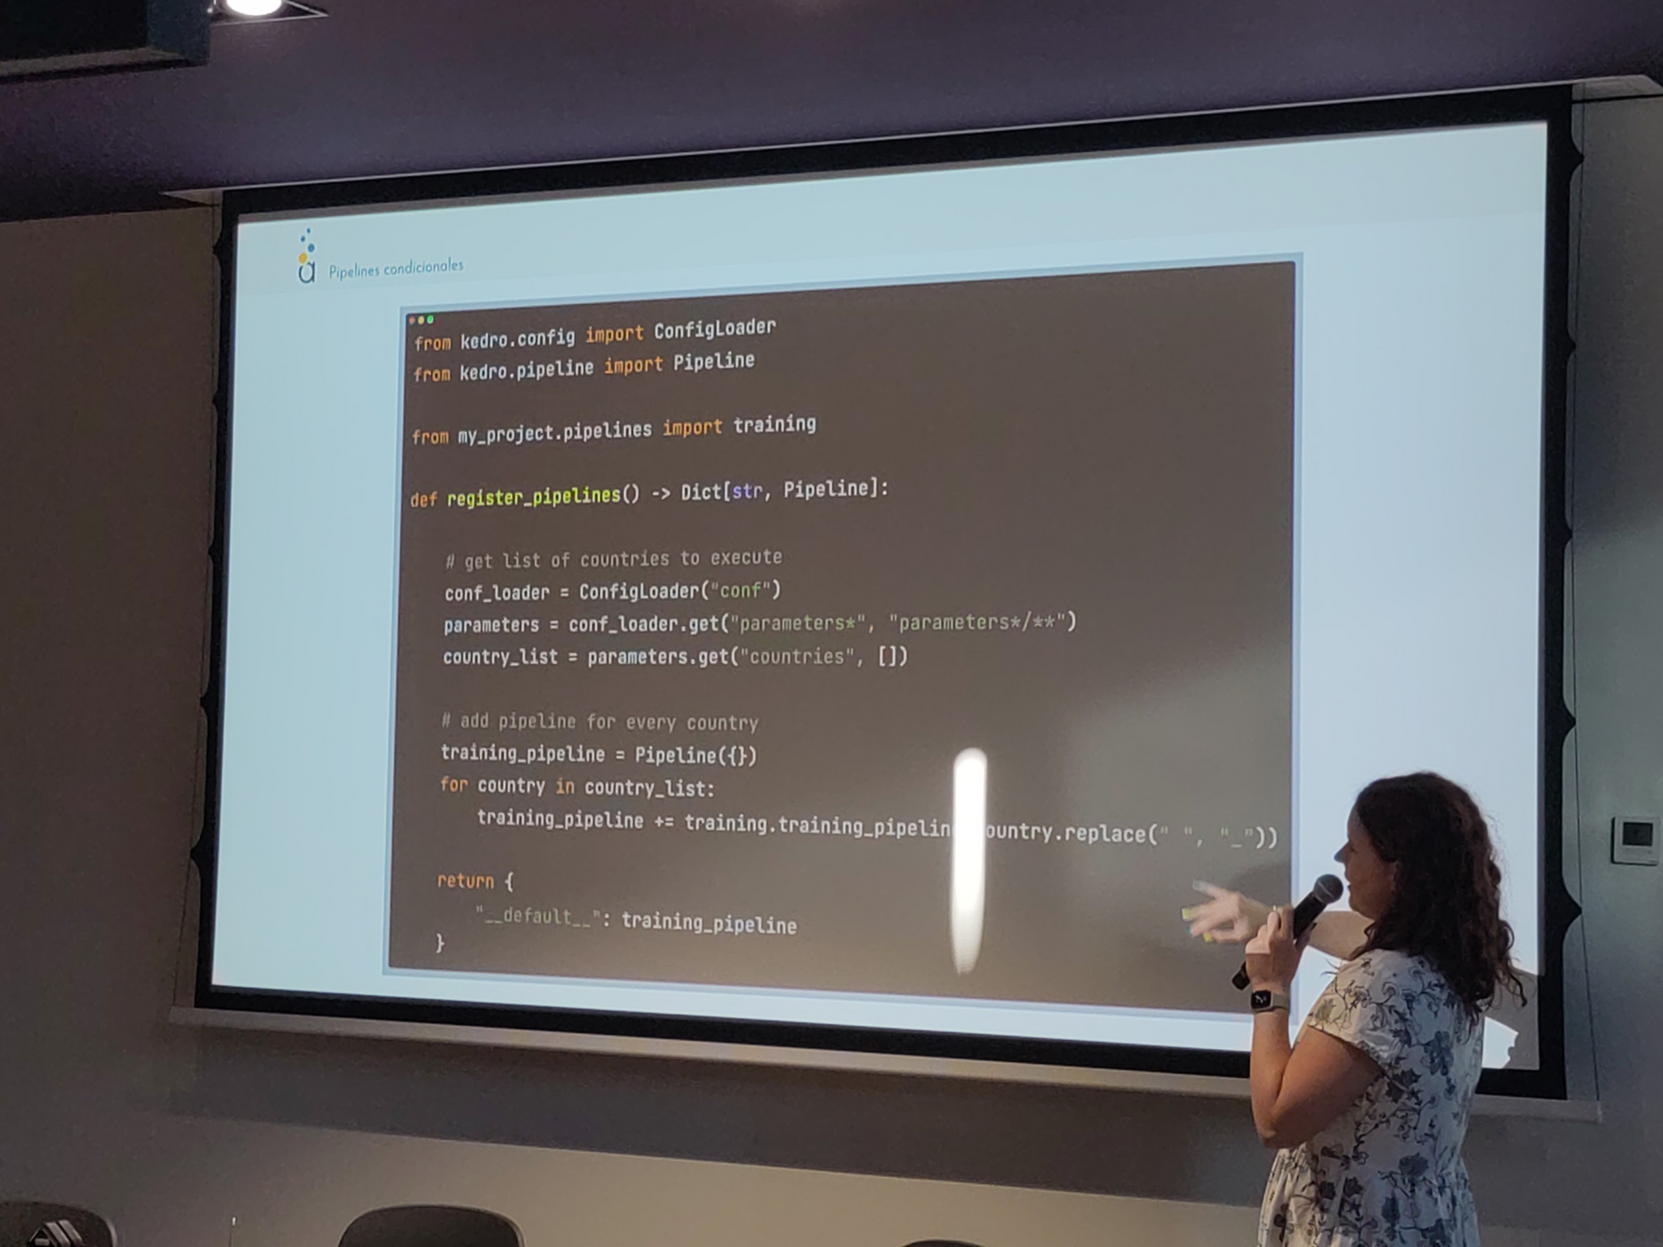 Pipelines condicionales
from kedro.config import ConfigLoader
from kedro.pipeline import Pipeline
from my_project.pipelines import training
def register_pipelines() -> Dict[str, Pipeline]:
# get list of countries to execute
conf_loader = ConfigLoader("conf")
parameters = conf_loader.get("parameters*", "parameters*/**")
country_list = parameters.get("countries", [])
# add pipeline for every country
training_pipeline = Pipeline({})
for country in country_list:
training_pipeline += training.training_pipelin ountry.replace(" ", "_"))
return {
"__default__": training_pipeline
}